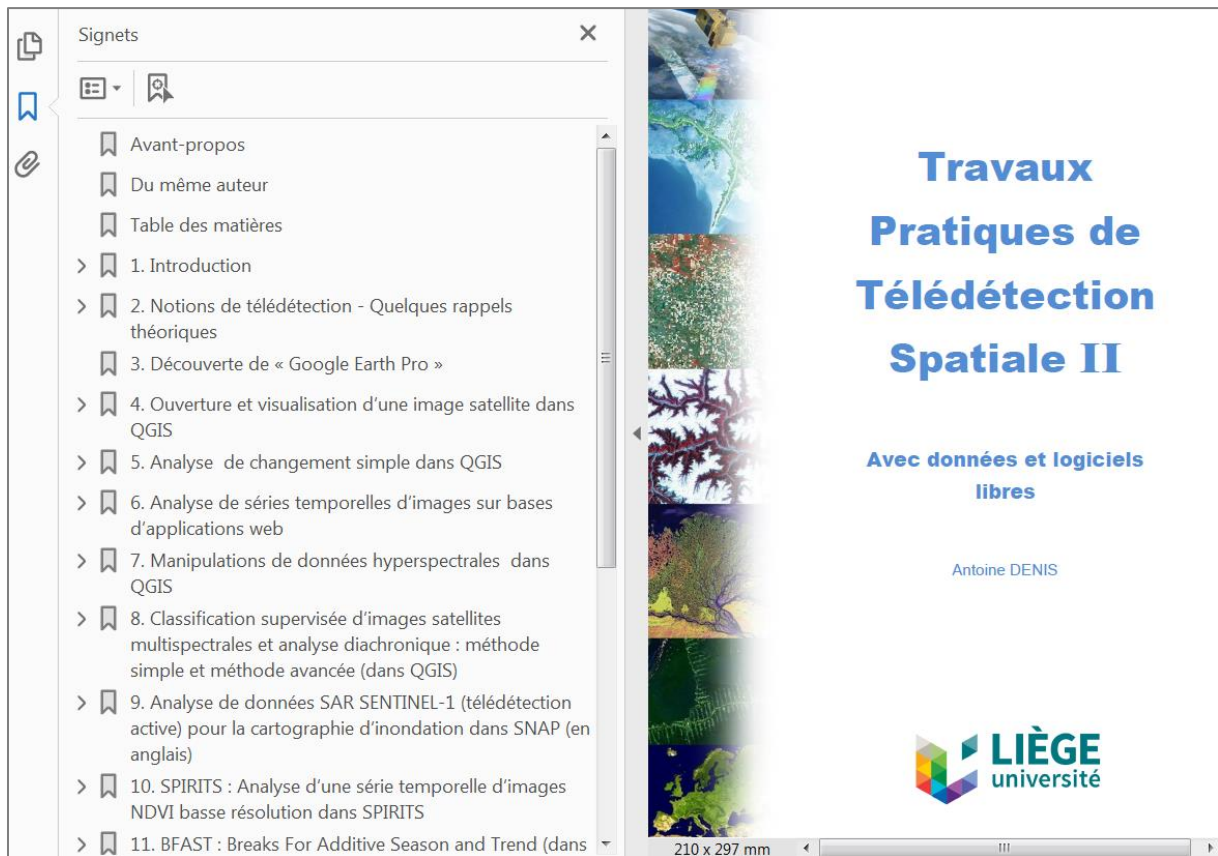 Signets
Avant-propos
Du même auteur
Table des matières
1. Introduction
2. Notions de télédétection - Quelques rappels
théoriques
3. Découverte de « Google Earth Pro »
4. Ouverture et visualisation d'une image satellite dans
QGIS
5. Analyse  de changement simple dans QGIS
6. Analyse de séries temporelles d'images sur bases
d'applications web
7. Manipulations de données hyperspectrales  dans
QGIS
8. Classification supervisée d'images satellites
multispectrales et analyse diachronique : méthode
simple et méthode avancée (dans QGIS)
9. Analyse de données SAR SENTINEL-1 (télédétection
active) pour la cartographie d'inondation dans SNAP (en
anglais)
10. SPIRITS : Analyse d'une série temporelle d'images
NDVI basse résolution dans SPIRITS
11. BFAST : Breaks For Additive Season and Trend (dans
Travaux
Pratiques de
Télédétection
Spatiale II
Avec données et logiciels
libres
Antoine DENIS
LIÈGE
université
210 x 297 mm